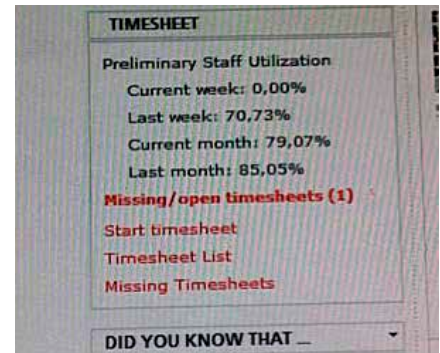 TIMESHEET
Preliminary Staff Utilization
Current week: 0,00%
Last week: 70,73%
Current month: 79,07%
Last month: 85,05%
Missing/open timesheets (1)
Start timesheet
Timesheet List
Missing Timesheets
DID YOU KNOW THAT ...